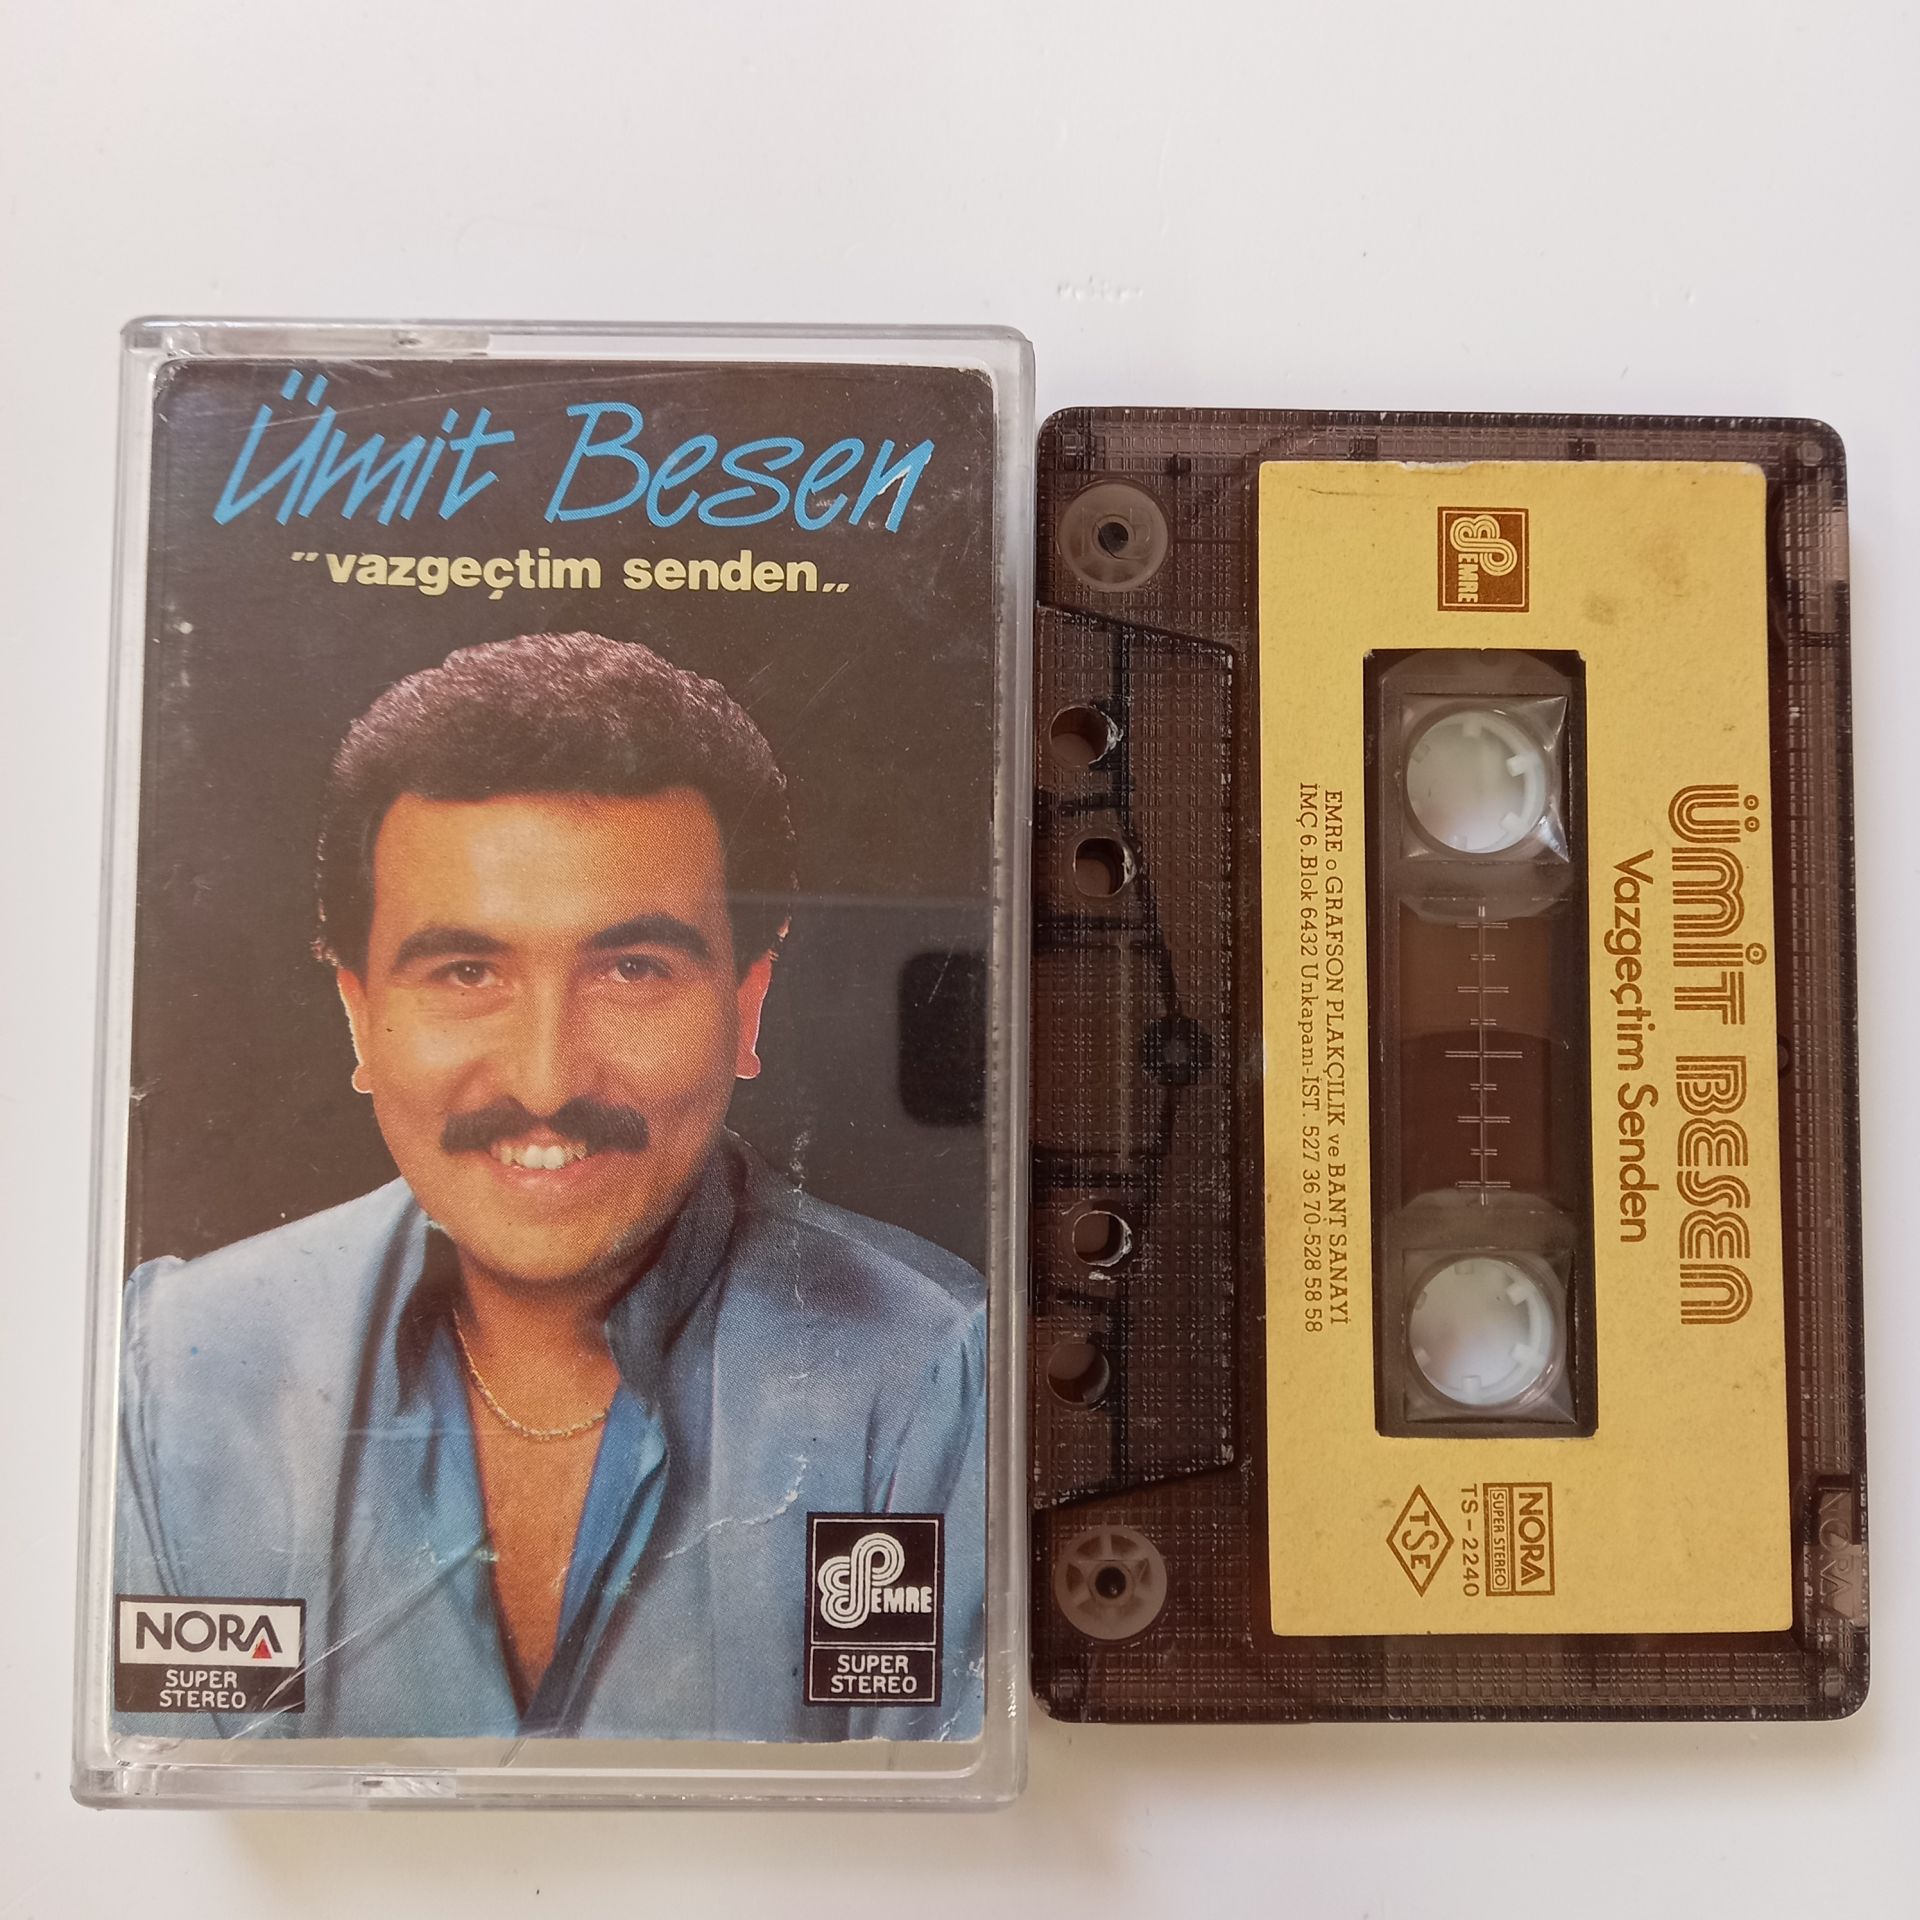 Ümit Besen
"vazgeçtim senden„
NORA
SUPER
STEREO
EMRE
SUPER
STEREO
EMRE
ÜMİT BESEN
Vazgeçtim Senden
EMRE o GRAFSON PLAKÇILIK ve BANT SANAYİ
İMÇ 6.Blok 6432 Unkapanı-İST. 527 36 70-528 58 58
NORA
SUPER STEREO
TS-2240
TSE
NORA